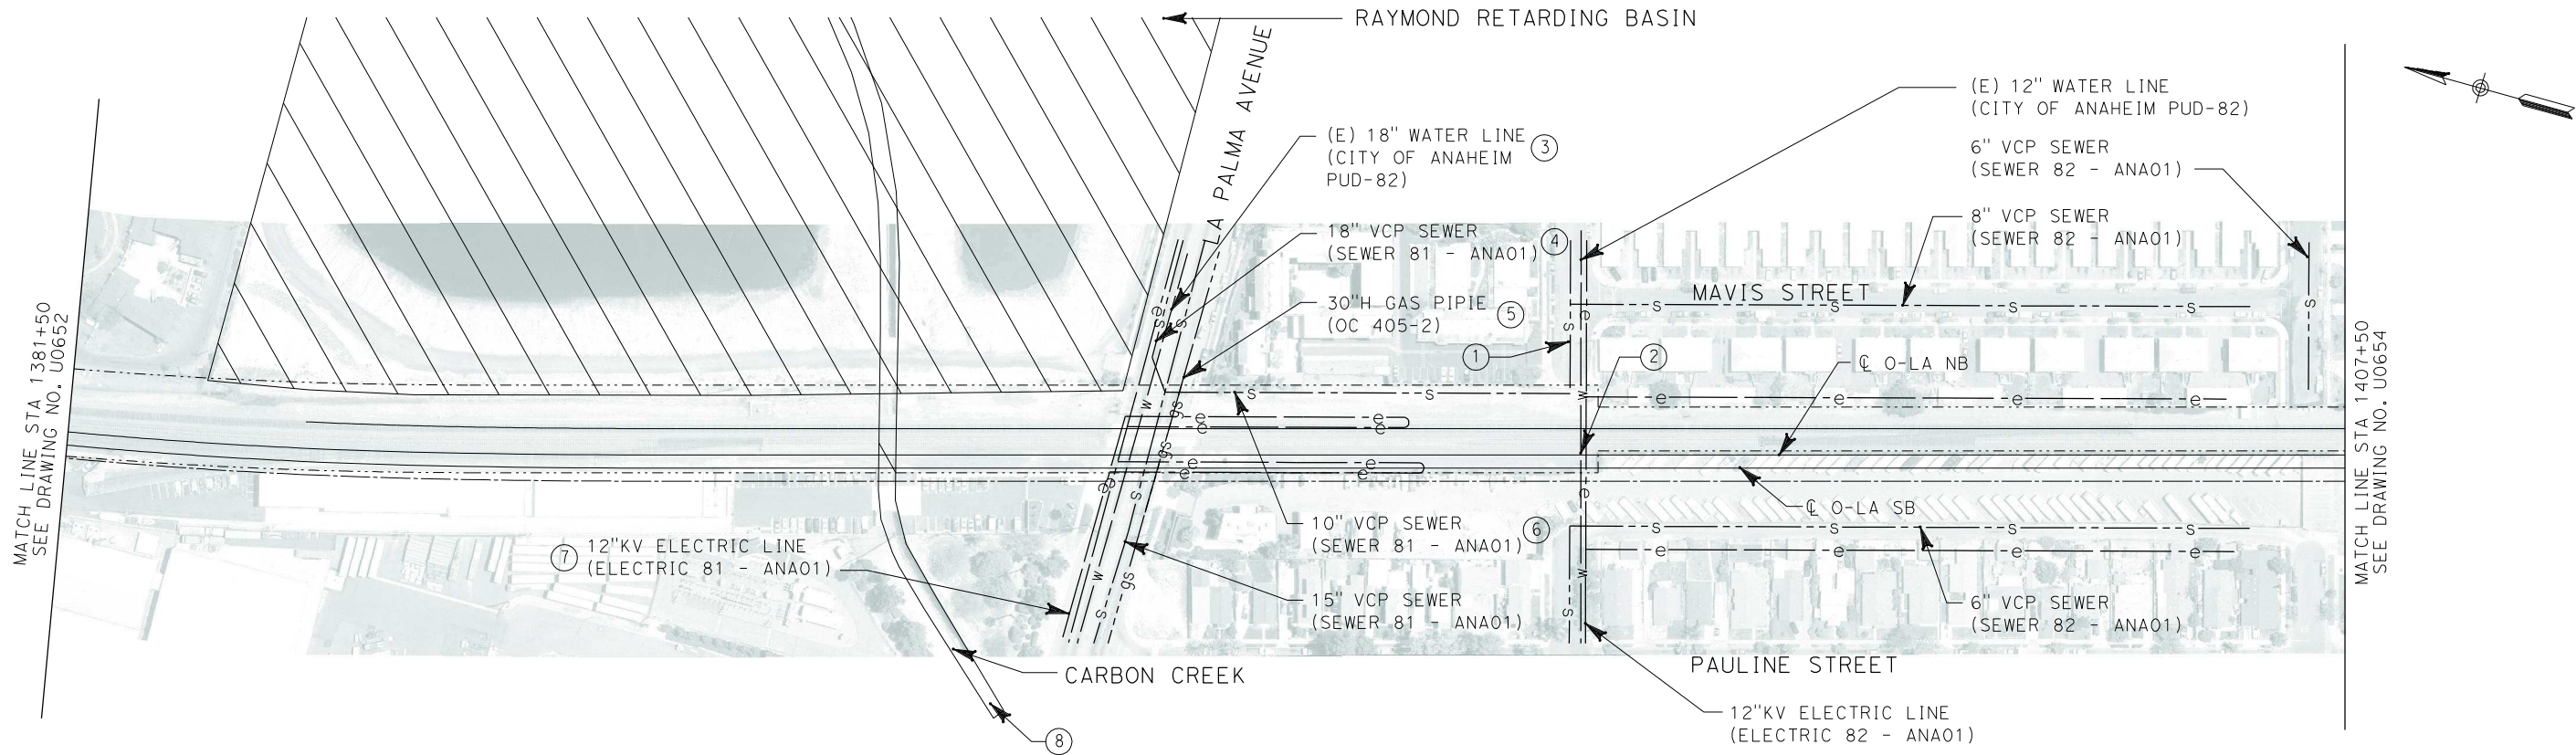 RAYMOND RETARDING BASIN
LA PALMA AVENUE
(E) 12" WATER LINE
(CITY OF ANAHEIM PUD-82)
(E) 18" WATER LINE
(CITY OF ANAHEIM
PUD-82)
3
6" VCP SEWER
(SEWER 82 - ANA01)
18" VCP SEWER
(SEWER 81 - ANA01)
4
8" VCP SEWER
(SEWER 82 - ANA01)
30"H GAS PIPIE
(OC 405-2)
5
MAVIS STREET
s s s s
s
s
e
s
e
s
1
2
℄ O-LA NB
MATCH LINE STA 1381+50
SEE DRAWING NO. U0652
MATCH LINE STA 1407+50
SEE DRAWING NO. U0654
s s
w
gs
w
e e e e
e e
e e
gs
e e
e e
ee
s
e
℄ O-LA SB
10" VCP SEWER
(SEWER 81 - ANA01)
6
s s s s
e e e e
7
12"KV ELECTRIC LINE
(ELECTRIC 81 - ANA01)
w
gs
s
w
s
15" VCP SEWER
(SEWER 81 - ANA01)
6" VCP SEWER
(SEWER 82 - ANA01)
CARBON CREEK
PAULINE STREET
12"KV ELECTRIC LINE
(ELECTRIC 82 - ANA01)
8